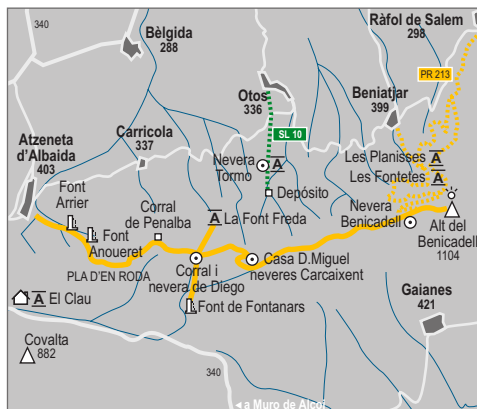 340
Bèlgida
288
Ràfol de Salem
298
PR 213
Otos
336
Beniatjar
399
SL 10
Carricola
337
Atzeneta
d'Albaida
403
Nevera
Tormo
A
Les Planisses A
Les Fontetes A
Depósito
Font
Arrier
Corral
de Penalba
A La Font Freda
Nevera
Benicadell
Font
Anoueret
Alt del
Benicadell
1104
PLA D'EN RODA
Corral i
nevera de Diego
Casa D.Miguel
neveres Carcaixent
A El Clau
Font de Fontanars
Gaianes
421
Covalta
882
340
a Muro de Alcoi